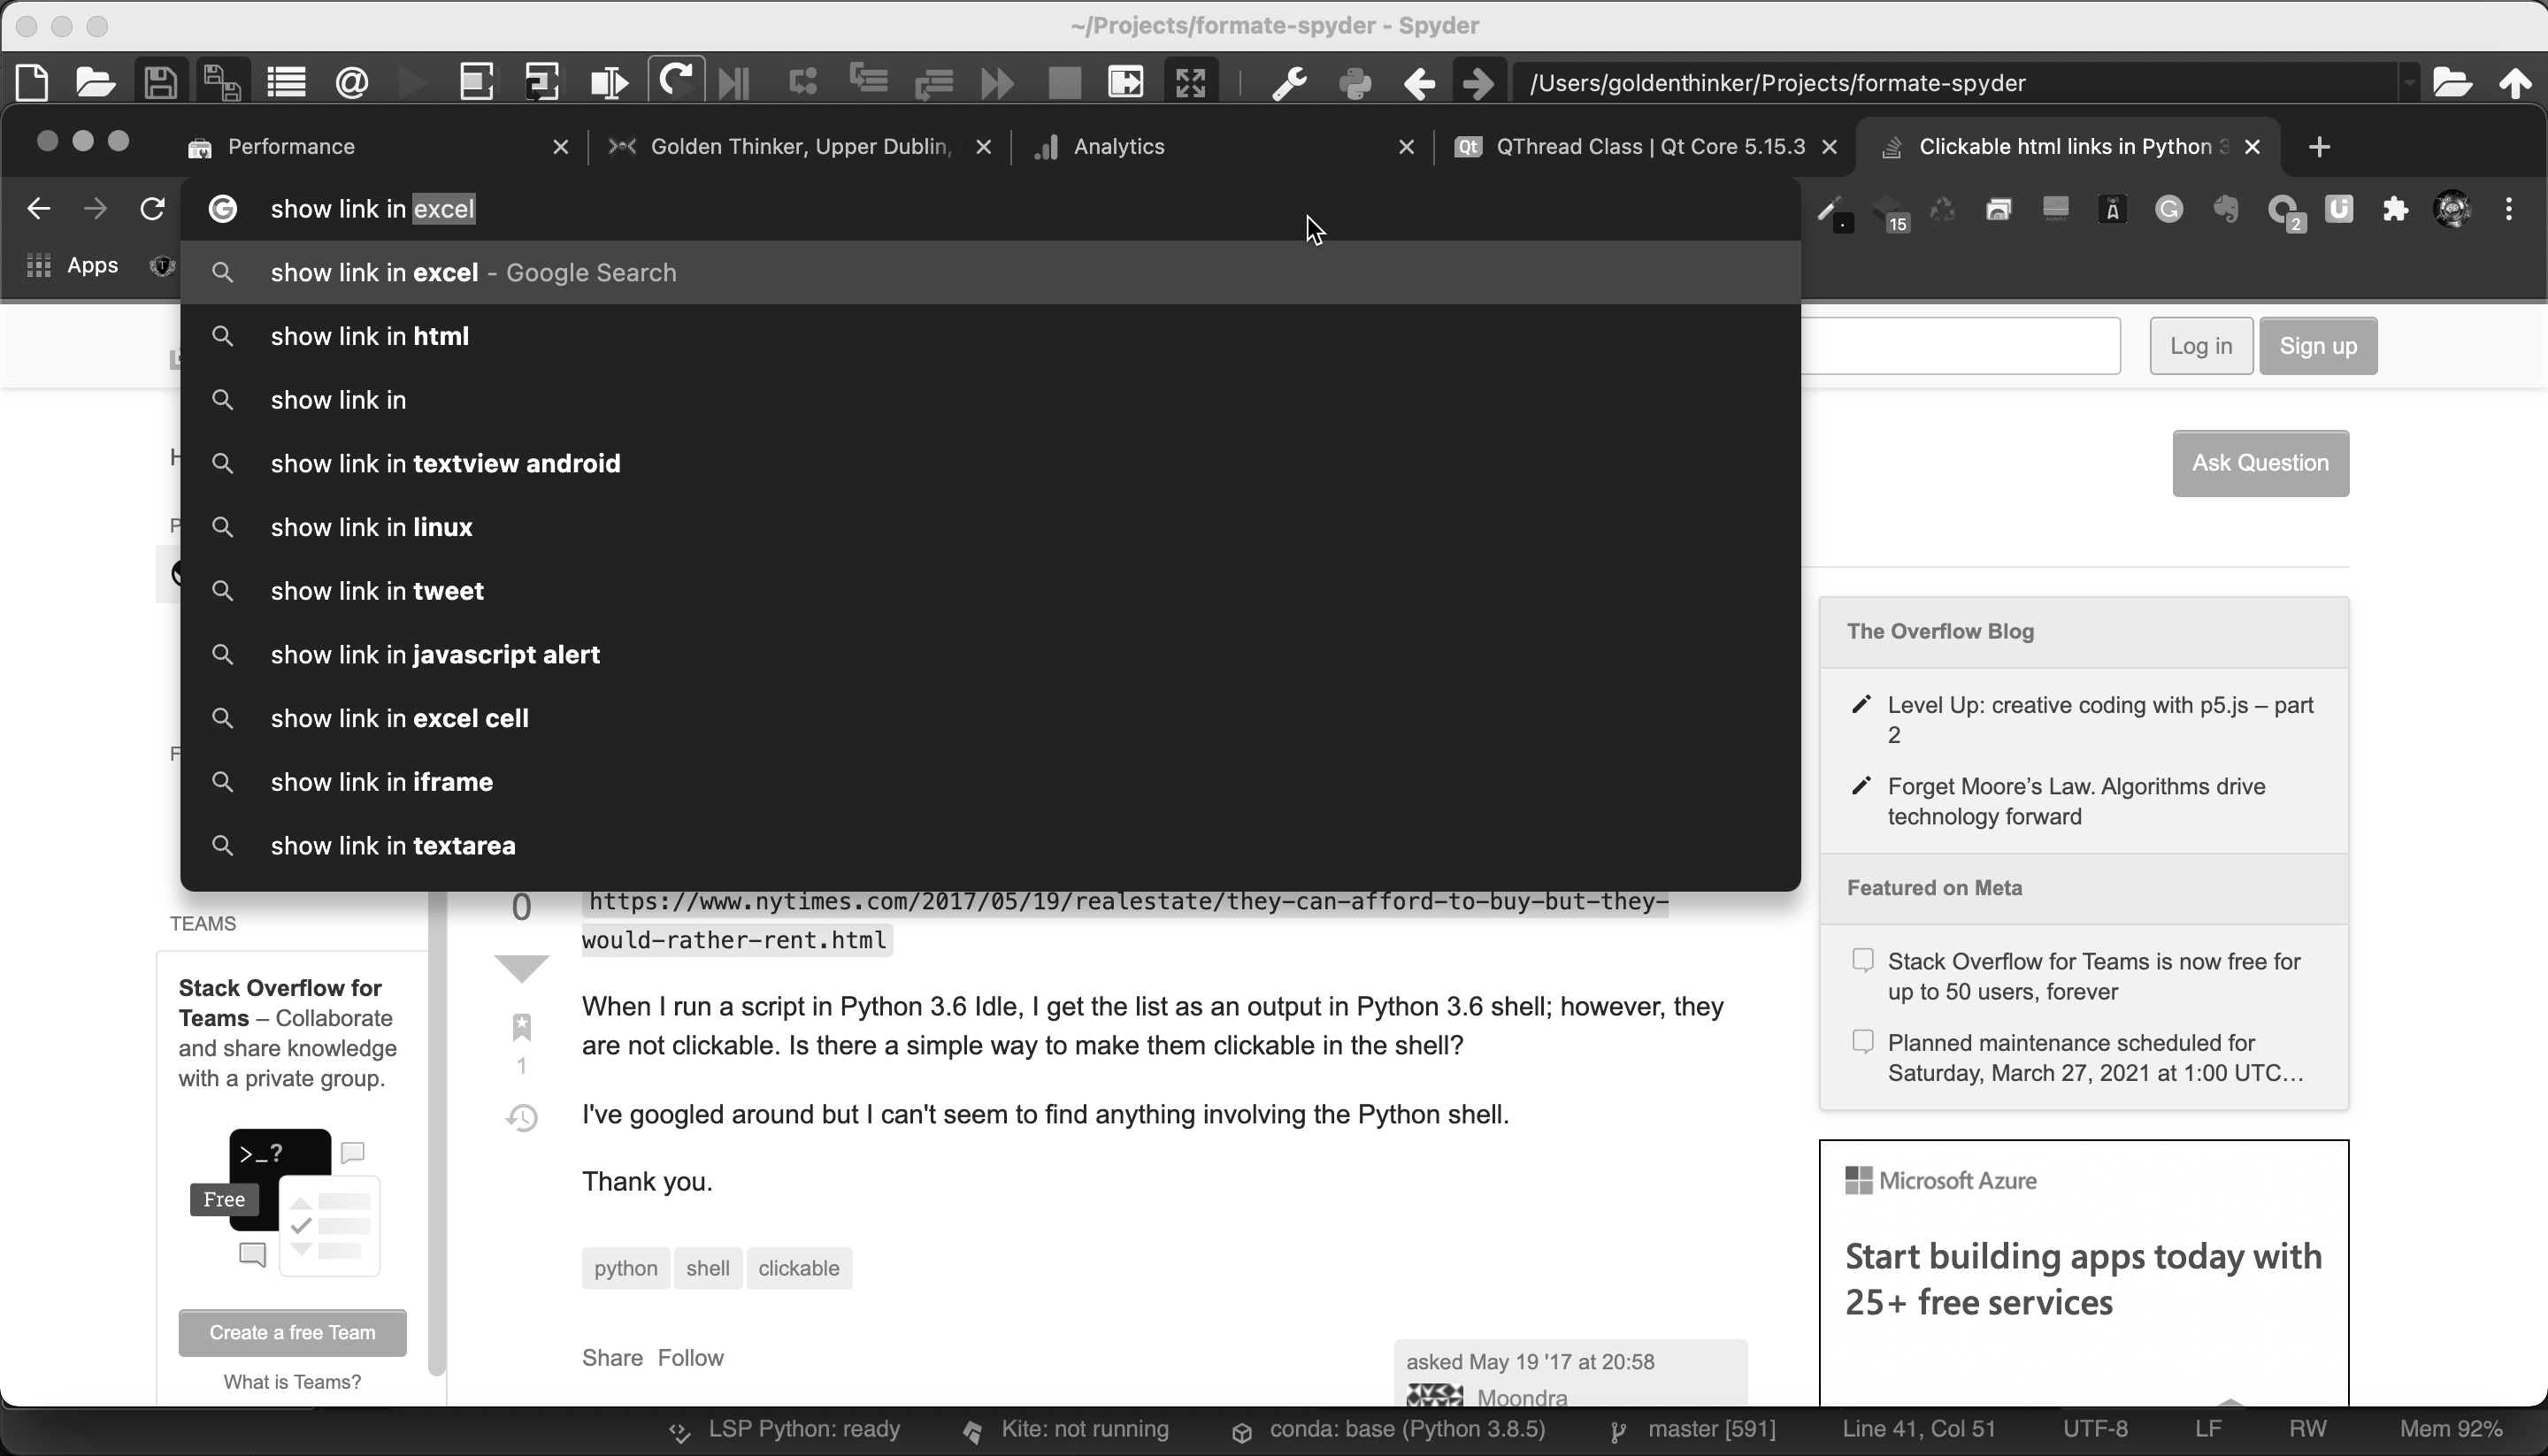 ~/Projects/formate-spyder - Spyder
/Users/goldenthinker/Projects/formate-spyder
Performance
Golden Thinker, Upper Dublin,
Analytics
Qt QThread Class | Qt Core 5.15.3
Clickable html links in Python 3
show link in excel
15
2
Apps
show link in excel - Google Search
show link in html
show link in
show link in textview android
show link in linux
show link in tweet
show link in javascript alert
show link in excel cell
show link in iframe
show link in textarea
Log in
Sign up
Ask Question
The Overflow Blog
Level Up: creative coding with p5.js – part
2
Forget Moore's Law. Algorithms drive
technology forward
Featured on Meta
Stack Overflow for Teams is now free for
up to 50 users, forever
Planned maintenance scheduled for
Saturday, March 27, 2021 at 1:00 UTC...
Microsoft Azure
Start building apps today with
25+ free services
TEAMS
Stack Overflow for
Teams – Collaborate
and share knowledge
with a private group.
>_?
Free
Create a free Team
What is Teams?
0
1
https://www.nytimes.com/2017/05/19/realestate/they-can-afford-to-buy-but-they-
would-rather-rent.html
When I run a script in Python 3.6 Idle, I get the list as an output in Python 3.6 shell; however, they
are not clickable. Is there a simple way to make them clickable in the shell?
I've googled around but I can't seem to find anything involving the Python shell.
Thank you.
python shell clickable
Share Follow
asked May 19 '17 at 20:58
Moondra
LSP Python: ready
Kite: not running
conda: base (Python 3.8.5)
master [591]
Line 41, Col 51
UTF-8
LF
RW
Mem 92%